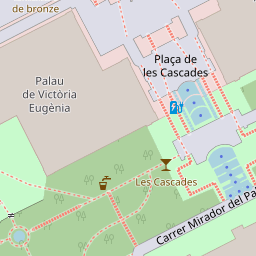 de bronze
Plaça de
les Cascades
Palau
de Victòria
Eugènia
Les Cascades
Carrer Mirador del Pa